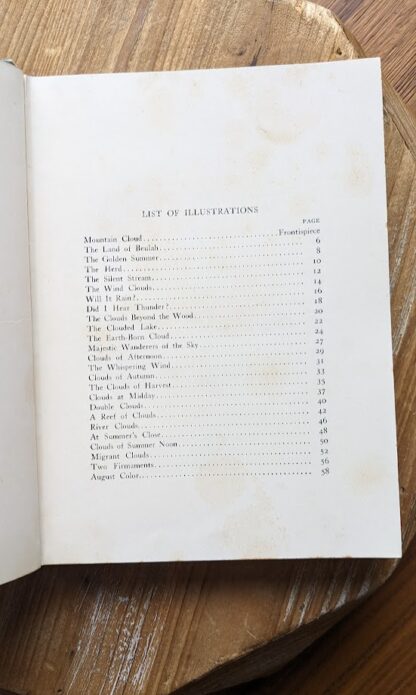 LIST OF ILLUSTRATIONS
PAGE
Mountain Cloud.......... Frontispiece
The Land of Beulah.......... 6
The Golden Summer.......... 8
The Herd.......... 10
The Silent Stream.......... 12
The Wind Clouds.......... 14
Will It Rain?.......... 16
Did I Hear Thunder?.......... 18
The Clouds Beyond the Wood.......... 20
The Clouded Lake.......... 22
The Earth-Born Cloud.......... 24
Majestic Wanderers of the Sky.......... 27
Clouds of Afternoon.......... 29
The Whispering Wind.......... 31
Clouds of Autumn.......... 33
The Clouds of Harvest.......... 35
Clouds at Midday.......... 37
Double Clouds.......... 40
A Reef of Clouds.......... 42
River Clouds.......... 46
At Summer's Close.......... 48
Clouds of Summer Noon.......... 50
Migrant Clouds.......... 52
Two Firmaments.......... 56
August Color.......... 58